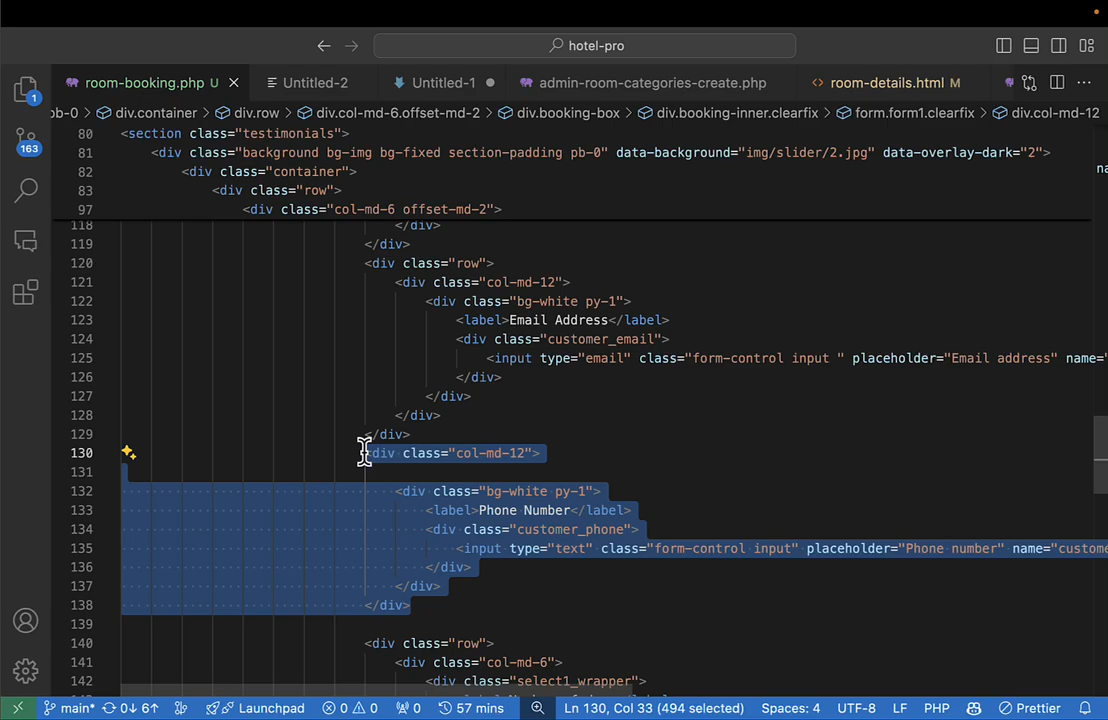 hotel-pro
room-booking.php U
Untitled-2
Untitled-1
admin-room-categories-create.php
room-details.html M
pb-0 > div.container > div.row > div.col-md-6.offset-md-2 > div.booking-box > div.booking-inner.clearfix > form.form1.clearfix > div.col-md-12
80 <section class="testimonials">
81 <div class="background bg-img bg-fixed section-padding pb-0" data-background="img/slider/2.jpg" data-overlay-dark="2">
82 <div class="container">
83 <div class="row">
97 <div class="col-md-6 offset-md-2">
118 </div>
119 </div>
120 <div class="row">
121 <div class="col-md-12">
122 <div class="bg-white py-1">
123 <label>Email Address</label>
124 <div class="customer_email">
125 <input type="email" class="form-control input " placeholder="Email address" name="
126 </div>
127 </div>
128 </div>
129 </div>
130 <div class="col-md-12">
131
132 <div class="bg-white py-1">
133 <label>Phone Number</label>
134 <div class="customer_phone">
135 <input type="text" class="form-control input" placeholder="Phone number" name="custome
136 </div>
137 </div>
138 </div>
139
140 <div class="row">
141 <div class="col-md-6">
142 <div class="select1_wrapper">
1
163
main* 0↓ 6↑ Launchpad 0 0 0 57 mins Ln 130, Col 33 (494 selected) Spaces: 4 UTF-8 LF PHP Prettier